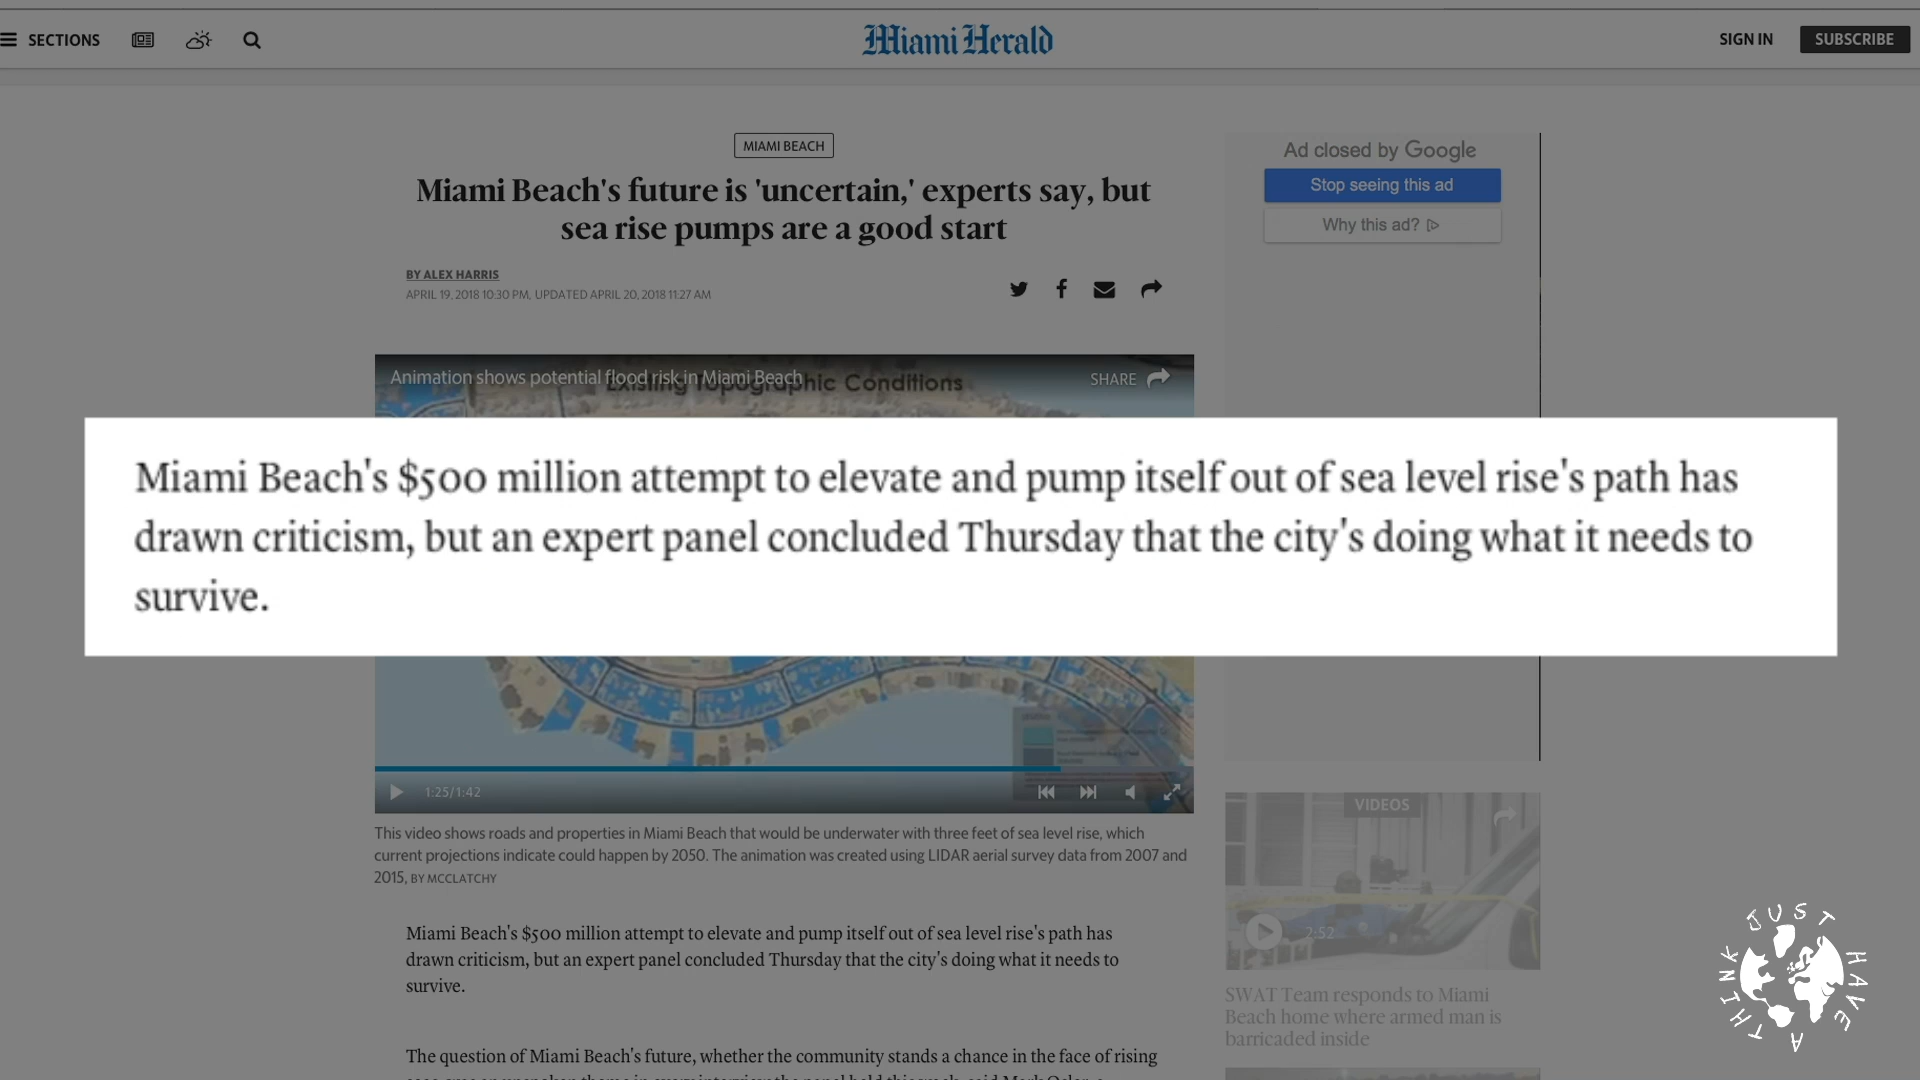 SECTIONS
Miami Herald
SIGN IN
SUBSCRIBE
MIAMI BEACH
Miami Beach's future is 'uncertain,' experts say, but
sea rise pumps are a good start
BY ALEX HARRIS
APRIL 19, 2018 10:30 PM, UPDATED APRIL 20, 2018 11:27 AM
Ad closed by Google
Stop seeing this ad
Why this ad?
Animation shows potential flood risk in Miami Beach
Existing Topographic Conditions
SHARE
Miami Beach's $500 million attempt to elevate and pump itself out of sea level rise's path has
drawn criticism, but an expert panel concluded Thursday that the city's doing what it needs to
survive.
1:25/1:42
This video shows roads and properties in Miami Beach that would be underwater with three feet of sea level rise, which
current projections indicate could happen by 2050. The animation was created using LIDAR aerial survey data from 2007 and
2015, BY MCCLATCHY
Miami Beach's $500 million attempt to elevate and pump itself out of sea level rise's path has
drawn criticism, but an expert panel concluded Thursday that the city's doing what it needs to
survive.
The question of Miami Beach's future, whether the community stands a chance in the face of rising
VIDEOS
2:52
SWAT Team responds to Miami
Beach home where armed man is
barricaded inside
JUST HAVE A THINK